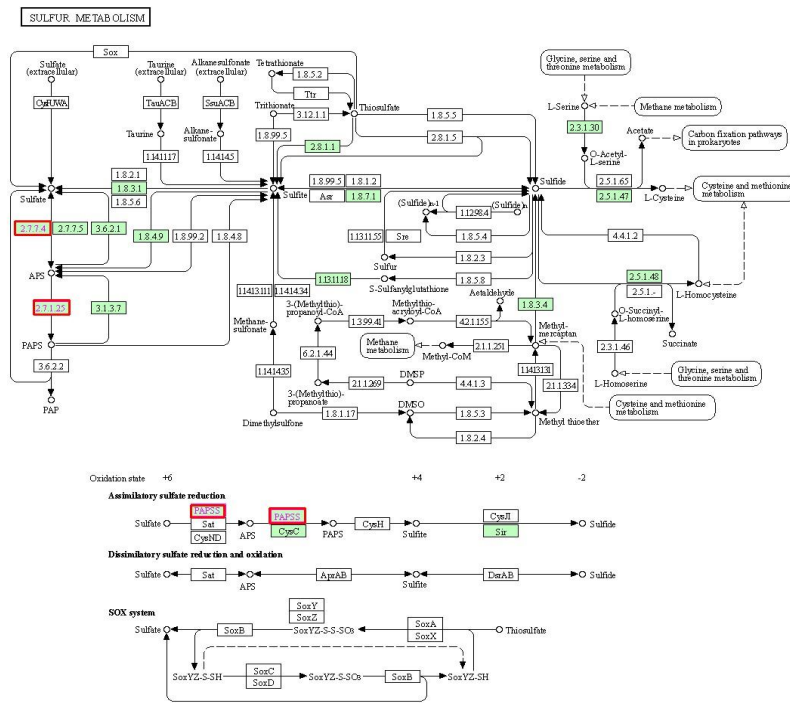 SULFUR METABOLISM
Sox
Sulfate
(extracellular)
Taurine
(extracellular)
Alkanesulfonate
(extracellular)
Tetrathionate
1.8.5.2
Ttr
Glycine, serine and
threonine metabolism
CysPUWA
TauACB
SsuACB
Trithionate
3.12.1.1
Thiosulfate
1.8.5.5
L-Serine
Methane metabolism
Taurine
Alkane-
sulfonate
1.8.99.5
2.8.1.1
2.8.1.5
2.3.1.30
Acetate
Carbon fixation pathways
in prokaryotes
1.14.11.17
1.14.14.5
O-Acetyl-
L-serine
1.8.2.1
1.8.3.1
1.8.5.6
Sulfate
Sulfite
1.8.99.5
1.8.1.2
Asr
1.8.7.1
Sulfide
2.5.1.65
2.5.1.47
L-Cysteine
Cysteine and methionine
metabolism
2.7.7.4
2.7.7.5
3.6.2.1
1.8.4.9
1.8.99.2
1.8.4.8
(Sulfide)n-1
1.12.98.4
(Sulfide)n
1.13.11.55
Sre
1.8.5.4
4.4.1.2
1.8.2.3
Sulfur
APS
1.13.11.18
1.8.5.8
S-Sulfanylglutathione
2.5.1.48
2.5.1.-
L-Homocysteine
1.14.13.111
1.14.14.34
2.7.1.25
3.1.3.7
3-(Methylthio)-
propanoyl-CoA
Methylthio-
acryloyl-CoA
Aetaldehyde
1.8.3.4
O-Succinyl-
L-homoserine
Methane-
sulfonate
1.3.99.41
4.2.1.155
Methyl-
mercaptan
Succinate
PAPS
6.2.1.44
Methane
metabolism
Methyl-CoM
2.1.1.251
2.3.1.46
3.6.2.2
1.14.14.35
2.1.1.269
DMSP
4.4.1.3
1.14.13.131
2.1.1.334
L-Homoserine
Glycine, serine and
threonine metabolism
PAP
3-(Methylthio)-
propanoate
DMSO
Cysteine and methionine
metabolism
1.8.1.17
1.8.5.3
Dimethylsulfone
Methyl thioether
1.8.2.4
Oxidation state
+6
+4
+2
-2
Assimilatory sulfate reduction
PAPSS
PAPSS
CysJI
Sulfate
Sat
CysND
APS
CysC
PAPS
CysH
Sulfite
Sir
Sulfide
Dissimilatory sulfate reduction and oxidation
Sulfate
Sat
APS
AprAB
Sulfite
DsrAB
Sulfide
SOX system
SoxY
SoxZ
Sulfate
SoxB
SoxYZ-S-S-SO3
SoxA
SoxX
Thiosulfate
SoxYZ-S-SH
SoxC
SoxD
SoxYZ-S-SO3
SoxB
SoxYZ-SH